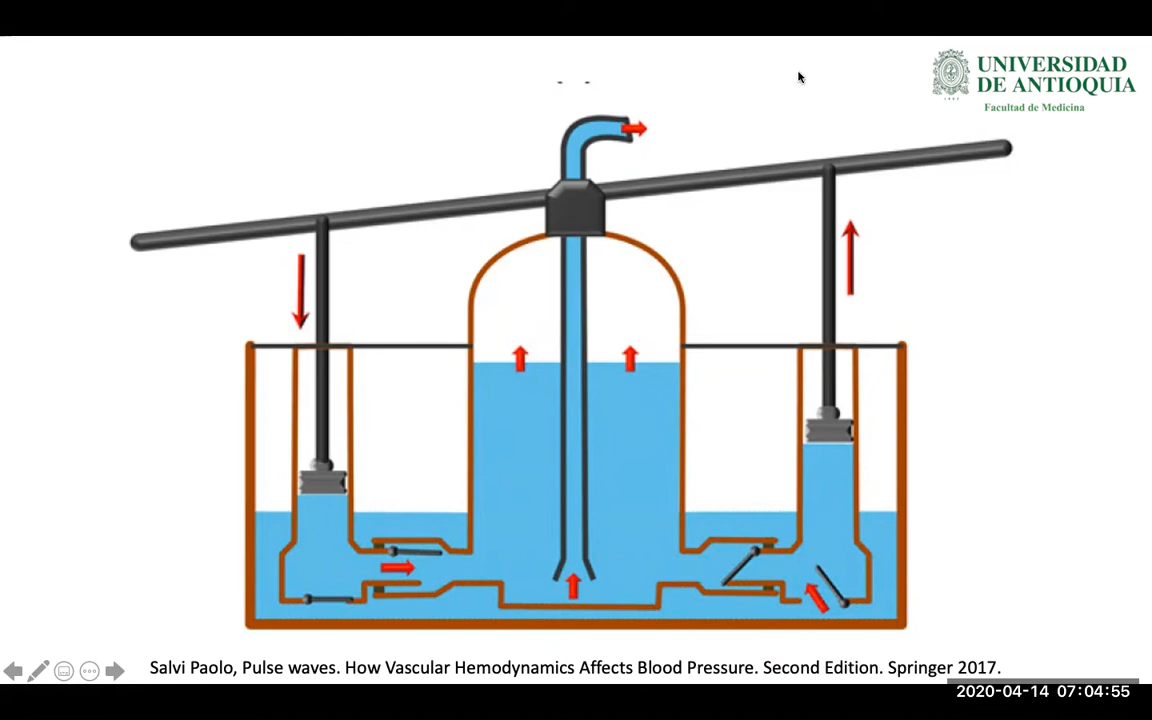 UNIVERSIDAD
DE ANTIOQUIA
1803
Facultad de Medicina
Salvi Paolo, Pulse waves. How Vascular Hemodynamics Affects Blood Pressure. Second Edition. Springer 2017.
2020-04-14 07:04:55